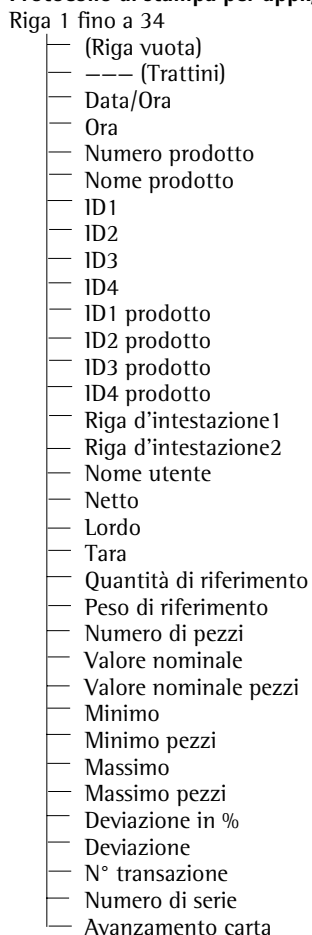 Riga 1 fino a 34
(Riga vuota)
––– (Trattini)
Data/Ora
Ora
Numero prodotto
Nome prodotto
ID1
ID2
ID3
ID4
ID1 prodotto
ID2 prodotto
ID3 prodotto
ID4 prodotto
Riga d'intestazione1
Riga d'intestazione2
Nome utente
Netto
Lordo
Tara
Quantità di riferimento
Peso di riferimento
Numero di pezzi
Valore nominale
Valore nominale pezzi
Minimo
Minimo pezzi
Massimo
Massimo pezzi
Deviazione in %
Deviazione
N° transazione
Numero di serie
Avanzamento carta